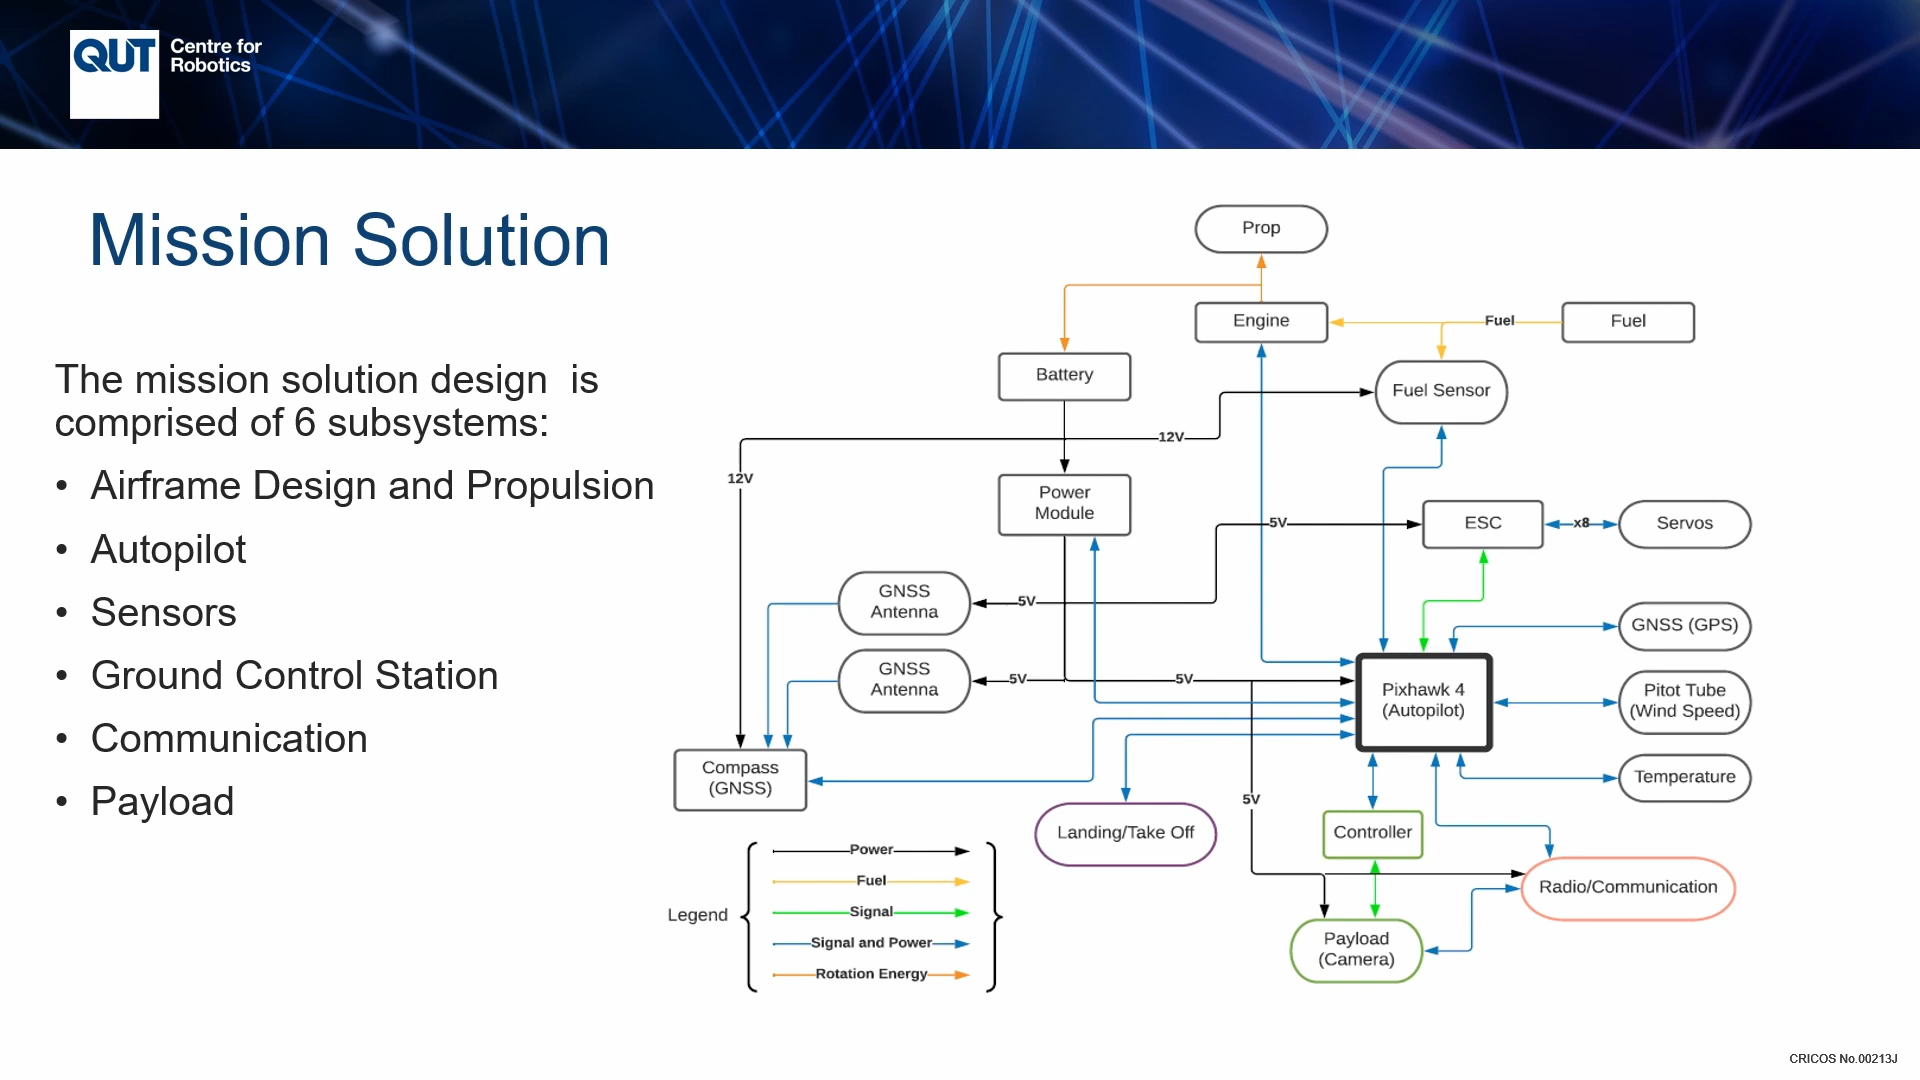 QUT
Centre for
Robotics
Mission Solution
The mission solution design  is
comprised of 6 subsystems:
• Airframe Design and Propulsion
• Autopilot
• Sensors
• Ground Control Station
• Communication
• Payload
Prop
Engine
Fuel
Fuel
Battery
Fuel Sensor
12V
12V
Power
Module
5V
ESC
x8
Servos
GNSS
Antenna
5V
GNSS (GPS)
GNSS
Antenna
5V
5V
Pixhawk 4
(Autopilot)
Pitot Tube
(Wind Speed)
Compass
(GNSS)
Temperature
5V
Landing/Take Off
Controller
Radio/Communication
Payload
(Camera)
Legend
Power
Fuel
Signal
Signal and Power
Rotation Energy
CRICOS No.00213J